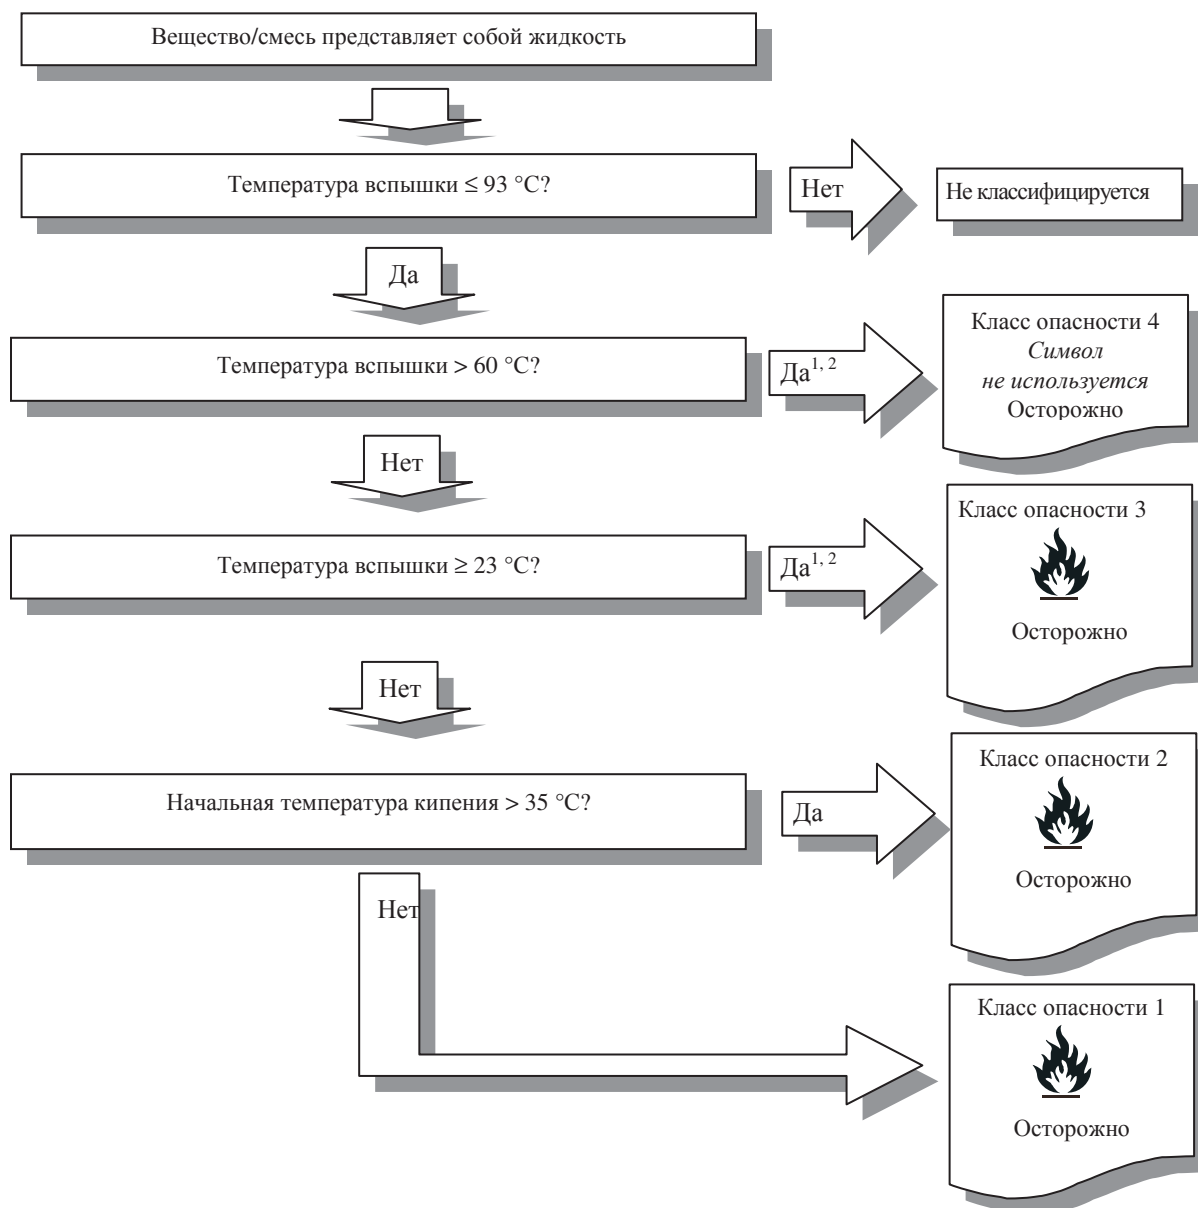 Вещество/смесь представляет собой жидкость
Температура вспышки ≤ 93 °C?
Нет
Не классифицируется
Да
Температура вспышки > 60 °C?
Да1, 2
Класс опасности 4
Символ
не используется
Осторожно
Нет
Температура вспышки ≥ 23 °C?
Да1, 2
Класс опасности 3
Осторожно
Нет
Начальная температура кипения > 35 °C?
Да
Класс опасности 2
Осторожно
Нет
Класс опасности 1
Осторожно